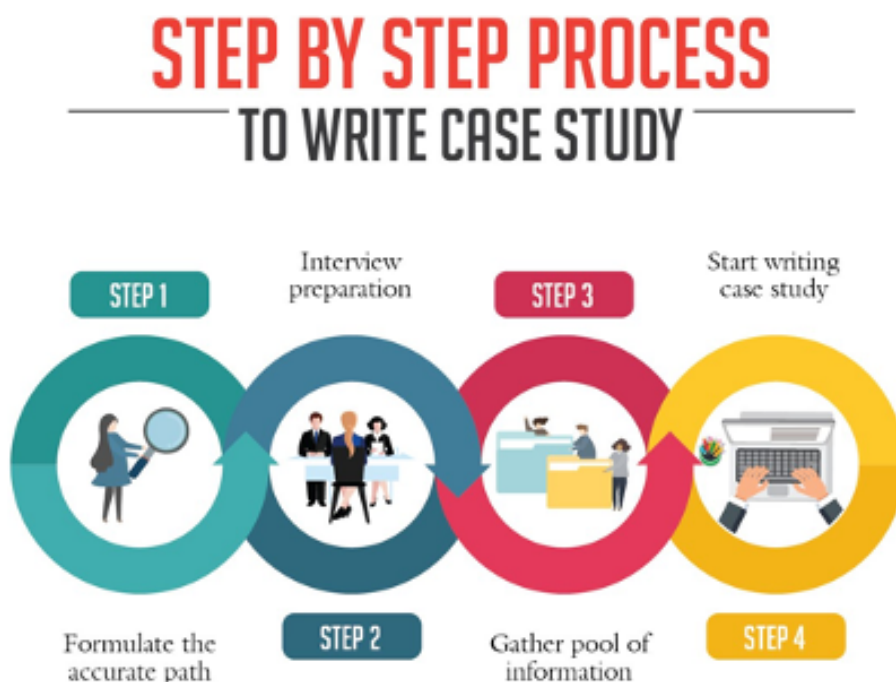 STEP BY STEP PROCESS
TO WRITE CASE STUDY
STEP 1
Formulate the
accurate path
Interview
preparation
STEP 2
STEP 3
Gather pool of
information
Start writing
case study
STEP 4